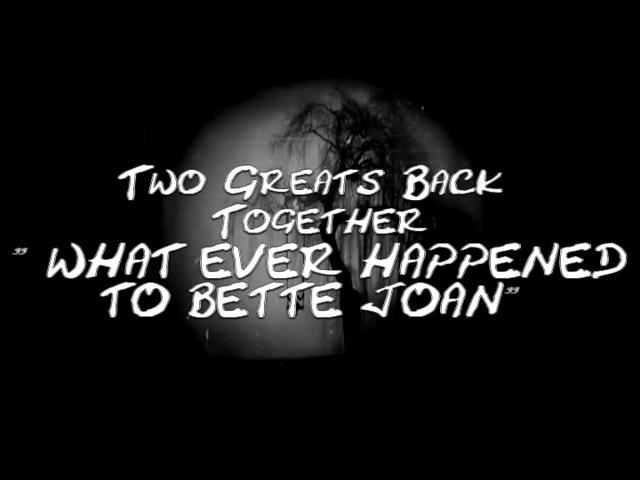 Two Greats Back
Together
" WHAT EVER HAPPENED
TO BETTE JOAN"